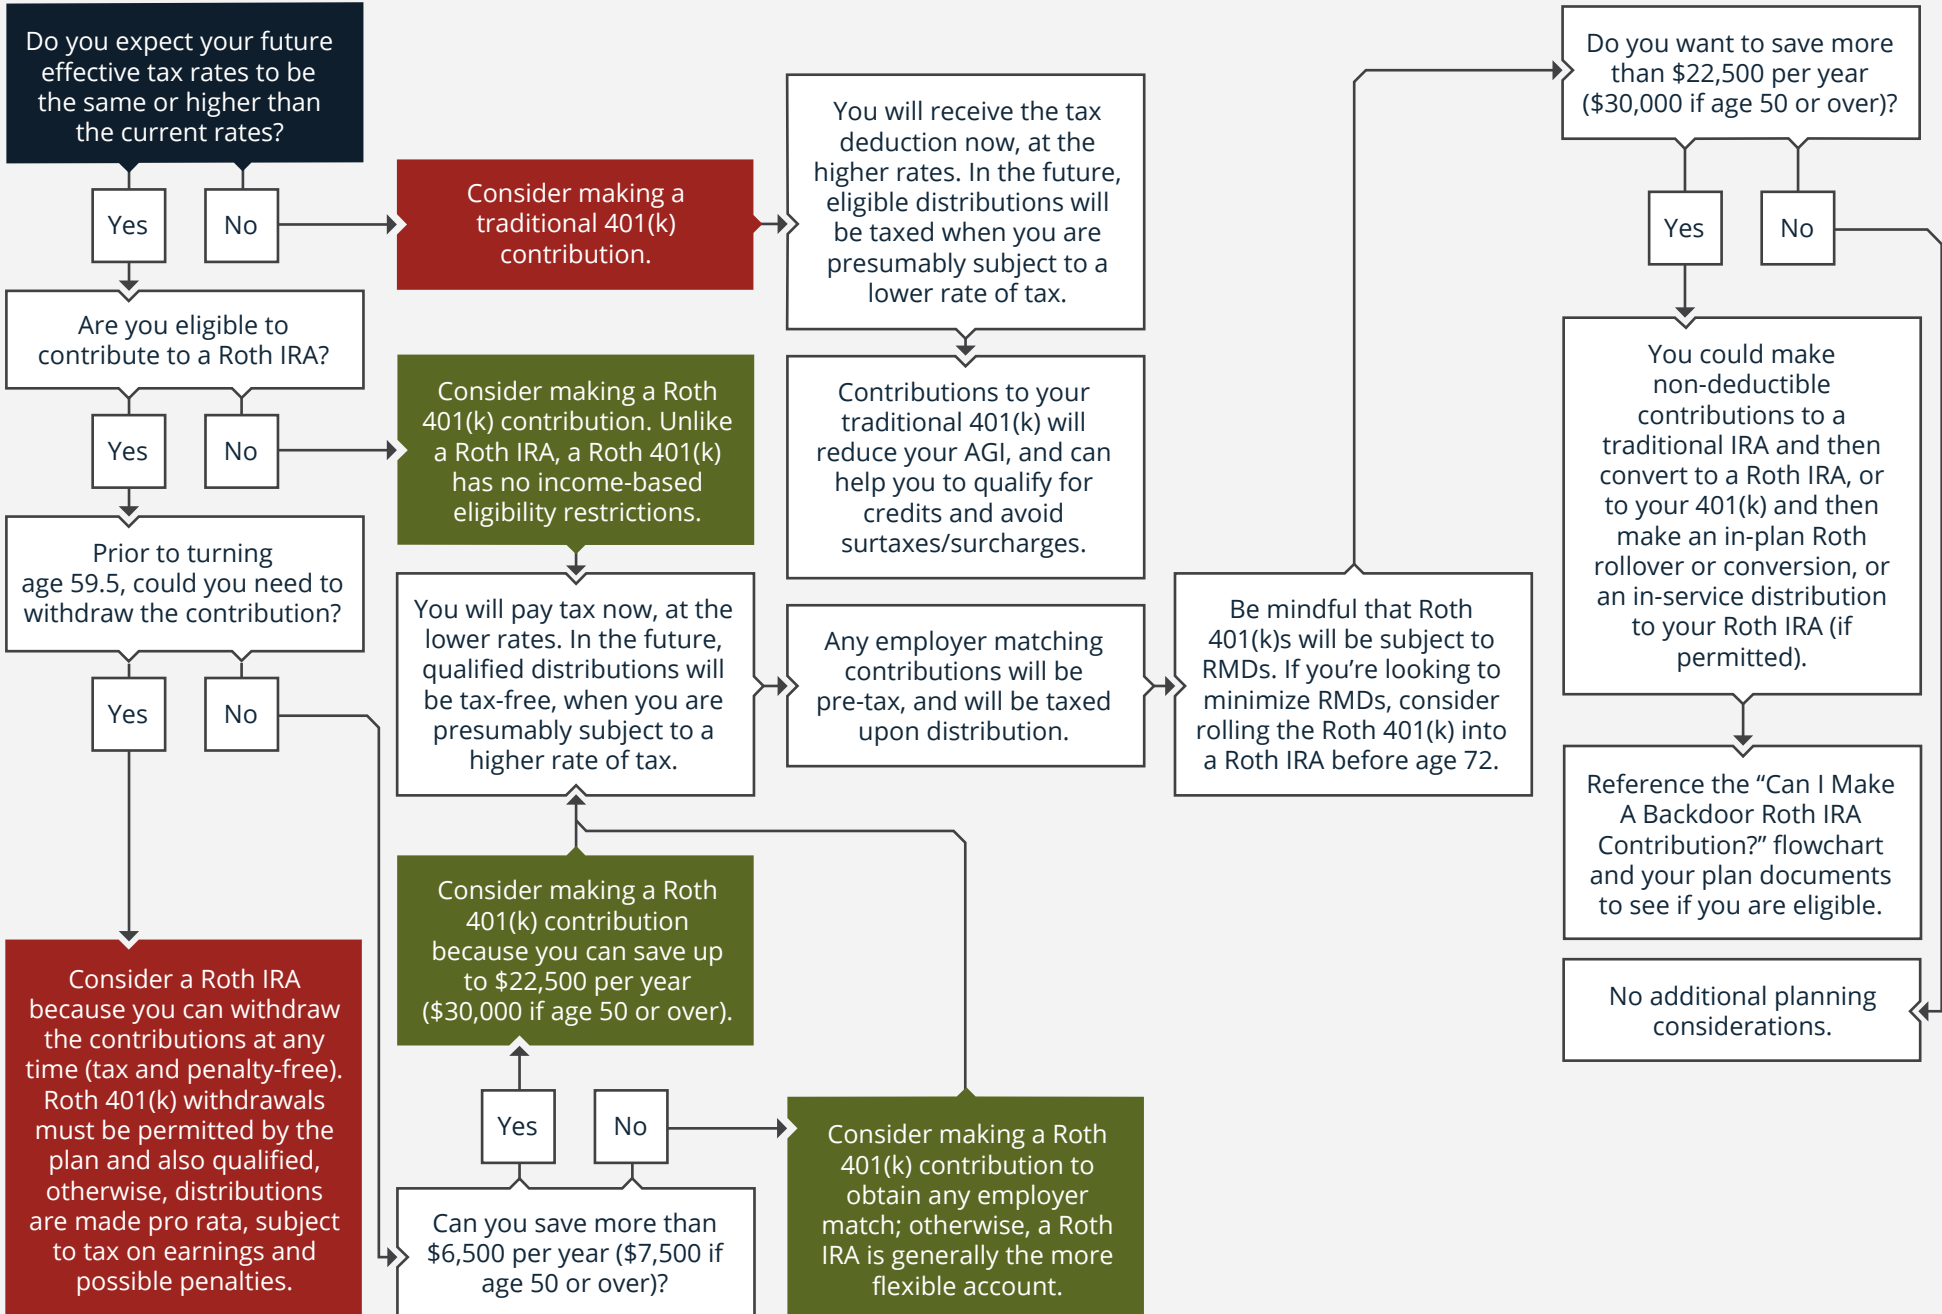 Do you expect your future
effective tax rates to be
the same or higher than
the current rates?
Yes
No
Consider making a
traditional 401(k)
contribution.
You will receive the tax
deduction now, at the
higher rates. In the future,
eligible distributions will
be taxed when you are
presumably subject to a
lower rate of tax.
Contributions to your
traditional 401(k) will
reduce your AGI, and can
help you to qualify for
credits and avoid
surtaxes/surcharges.
Are you eligible to
contribute to a Roth IRA?
Yes
No
Consider making a Roth
401(k) contribution. Unlike
a Roth IRA, a Roth 401(k)
has no income-based
eligibility restrictions.
Prior to turning
age 59.5, could you need to
withdraw the contribution?
Yes
No
Consider a Roth IRA
because you can withdraw
the contributions at any
time (tax and penalty-free).
Roth 401(k) withdrawals
must be permitted by the
plan and also qualified,
otherwise, distributions
are made pro rata, subject
to tax on earnings and
possible penalties.
Can you save more than
$6,500 per year ($7,500 if
age 50 or over)?
Yes
No
Consider making a Roth
401(k) contribution
because you can save up
to $22,500 per year
($30,000 if age 50 or over).
Consider making a Roth
401(k) contribution to
obtain any employer
match; otherwise, a Roth
IRA is generally the more
flexible account.
You will pay tax now, at the
lower rates. In the future,
qualified distributions will
be tax-free, when you are
presumably subject to a
higher rate of tax.
Any employer matching
contributions will be
pre-tax, and will be taxed
upon distribution.
Be mindful that Roth
401(k)s will be subject to
RMDs. If you’re looking to
minimize RMDs, consider
rolling the Roth 401(k) into
a Roth IRA before age 72.
Do you want to save more
than $22,500 per year
($30,000 if age 50 or over)?
Yes
No
You could make
non-deductible
contributions to a
traditional IRA and then
convert to a Roth IRA, or
to your 401(k) and then
make an in-plan Roth
rollover or conversion, or
an in-service distribution
to your Roth IRA (if
permitted).
Reference the “Can I Make
A Backdoor Roth IRA
Contribution?” flowchart
and your plan documents
to see if you are eligible.
No additional planning
considerations.